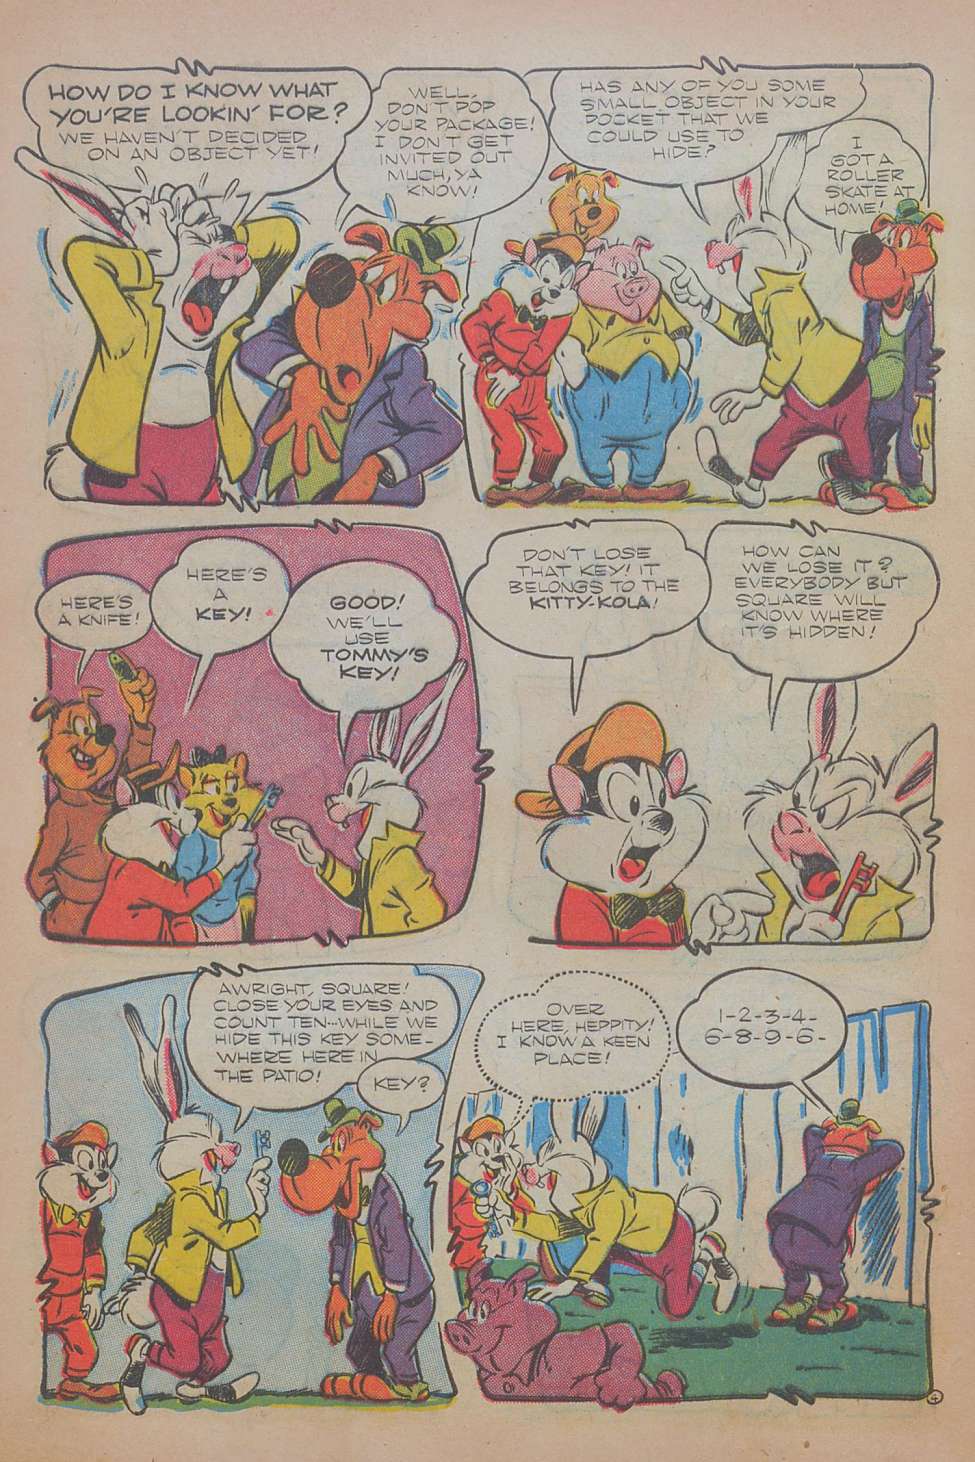 HOW DO I KNOW WHAT
YOU'RE LOOKIN' FOR?
WE HAVEN'T DECIDED
ON AN OBJECT YET!
WELL,
DON'T POP
YOUR PACKAGE!
I DON'T GET
INVITED OUT
MUCH, YA
KNOW!
HAS ANY OF YOU SOME
SMALL OBJECT IN YOUR
POCKET THAT WE
COULD USE TO
HIDE?
I
GOT A
ROLLER
SKATE AT
HOME!
HERE'S
A KNIFE!
HERE'S
A
KEY!
GOOD!
WE'LL
USE
TOMMY'S
KEY!
DON'T LOSE
THAT KEY! IT
BELONGS TO THE
KITTY-KOLA!
HOW CAN
WE LOSE IT?
EVERYBODY BUT
SQUARE WILL
KNOW WHERE
IT'S HIDDEN!
AWRIGHT, SQUARE!
CLOSE YOUR EYES AND
COUNT TEN---WHILE WE
HIDE THIS KEY SOME-
WHERE HERE IN
THE PATIO!
KEY?
OVER
HERE, HEPPITY!
I KNOW A KEEN
PLACE!
1-2-3-4-
6-8-9-6-
4